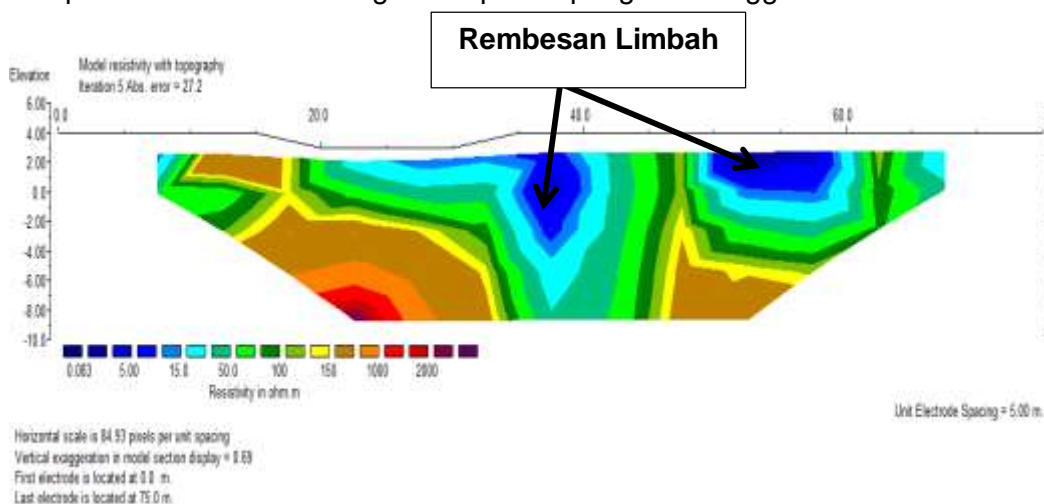 Rembesan Limbah
Model resistivity with topography
Elevation
Iteration 5 Abs. error = 27.2
6.00
0.0 20.0 40.0 60.0
4.00
2.00
0.0
-2.00
-4.00
-6.00
-8.00
-10.0
0.083 5.00 15.0 50.0 100 150 1000 2000
Resistivity in ohm.m
Unit Electrode Spacing = 5.00 m.
Horizontal scale is 84.93 pixels per unit spacing
Vertical exaggeration in model section display = 0.69
First electrode is located at 0.0 m.
Last electrode is located at 75.0 m.